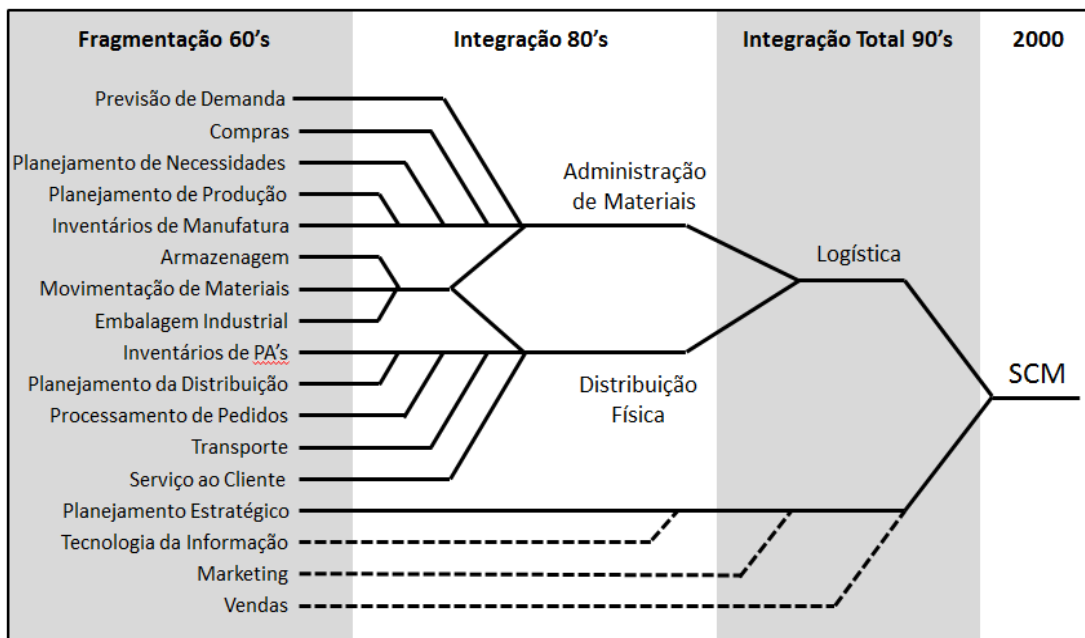 Fragmentação 60’s
Integração 80’s
Integração Total 90’s
2000
Previsão de Demanda
Compras
Planejamento de Necessidades
Planejamento de Produção
Inventários de Manufatura
Armazenagem
Movimentação de Materiais
Embalagem Industrial
Inventários de PA’s
Planejamento da Distribuição
Processamento de Pedidos
Transporte
Serviço ao Cliente
Planejamento Estratégico
Tecnologia da Informação
Marketing
Vendas
Administração
de Materiais
Distribuição
Física
Logística
SCM